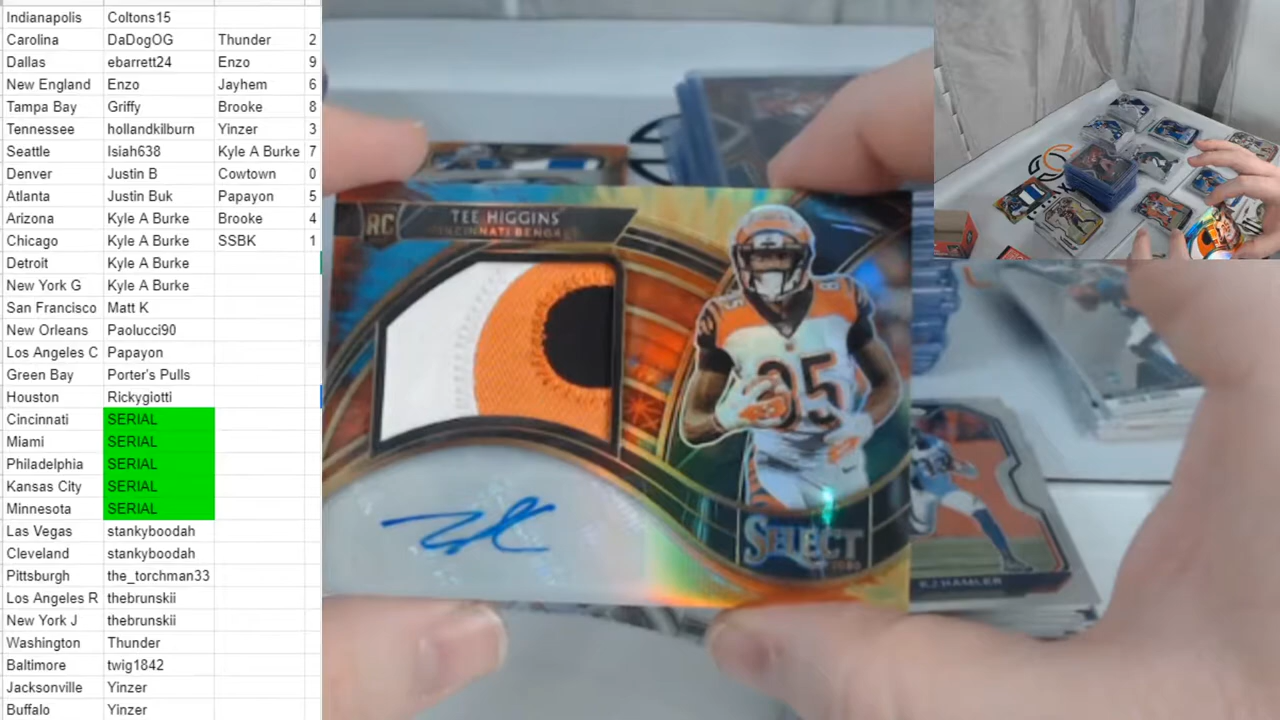 Indianapolis Coltons15
Carolina DaDogOG Thunder 2
Dallas ebarrett24 Enzo 9
New England Enzo Jayhem 6
Tampa Bay Griffy Brooke 8
Tennessee hollandkilburn Yinzer 3
Seattle Isiah638 Kyle A Burke 7
Denver Justin B Cowtown 0
Atlanta Justin Buk Papayon 5
Arizona Kyle A Burke Brooke 4
Chicago Kyle A Burke SSBK 1
Detroit Kyle A Burke
New York G Kyle A Burke
San Francisco Matt K
New Orleans Paolucci90
Los Angeles C Papayon
Green Bay Porter's Pulls
Houston Rickygiotti
Cincinnati SERIAL
Miami SERIAL
Philadelphia SERIAL
Kansas City SERIAL
Minnesota SERIAL
Las Vegas stankyboodah
Cleveland stankyboodah
Pittsburgh the_torchman33
Los Angeles R thebrunskii
New York J thebrunskii
Washington Thunder
Baltimore twig1842
Jacksonville Yinzer
Buffalo Yinzer
RC
TEE HIGGINS
CINCINNATI BENGALS
85
SELECT
KJ HAMLER